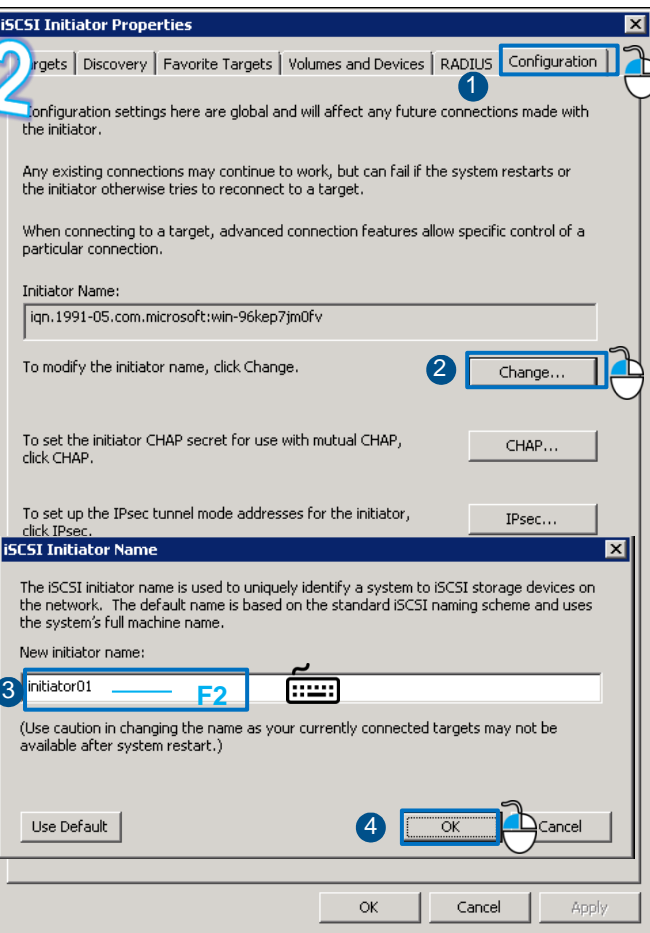 iSCSI Initiator Properties
2
rgets Discovery Favorite Targets Volumes and Devices RADIUS Configuration
1
Configuration settings here are global and will affect any future connections made with
the initiator.
Any existing connections may continue to work, but can fail if the system restarts or
the initiator otherwise tries to reconnect to a target.
When connecting to a target, advanced connection features allow specific control of a
particular connection.
Initiator Name:
iqn.1991-05.com.microsoft:win-96kep7jm0fv
To modify the initiator name, click Change.
2 Change...
To set the initiator CHAP secret for use with mutual CHAP,
click CHAP.
CHAP...
To set up the IPsec tunnel mode addresses for the initiator,
click IPsec.
IPsec...
iSCSI Initiator Name
The iSCSI initiator name is used to uniquely identify a system to iSCSI storage devices on
the network. The default name is based on the standard iSCSI naming scheme and uses
the system's full machine name.
New initiator name:
3 initiator01 F2
(Use caution in changing the name as your currently connected targets may not be
available after system restart.)
Use Default 4 OK Cancel
OK Cancel Apply